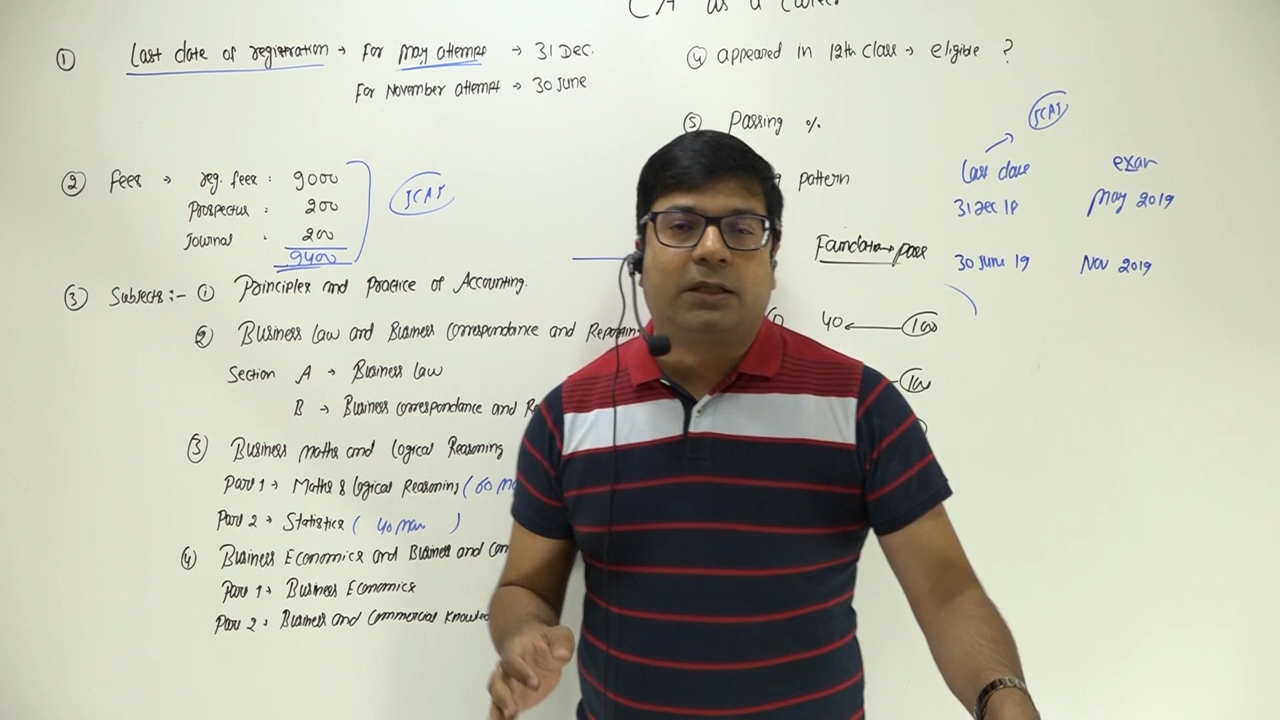 CA as a Career
① Last date of registration → For may attempt → 31 Dec.
For November attempt → 30 June
② Fees → reg. fees : 9000
Prospectus : 200
Journal : 200
9400
ICAI
③ Subjects :- ① Principles and Practice of Accounting.
② Business law and Business Correspondance and Reporting
Section A → Business law
B → Business correspondance and
③ Business maths and logical Reasoning
Part 1 → Maths & logical Reasoning (60
Part 2 → Statistics (40 mar )
④ Business Economics and Business and
Part 1 → Business Economics
Part 2 : Business and Commercial
④ appeared in 12th Class → eligible ?
⑤ Passing %
pattern
Foundation → pass
40 ← 100
100
ICAI
last date exam
31 Dec 18 May 2019
30 June 19 Nov 2019